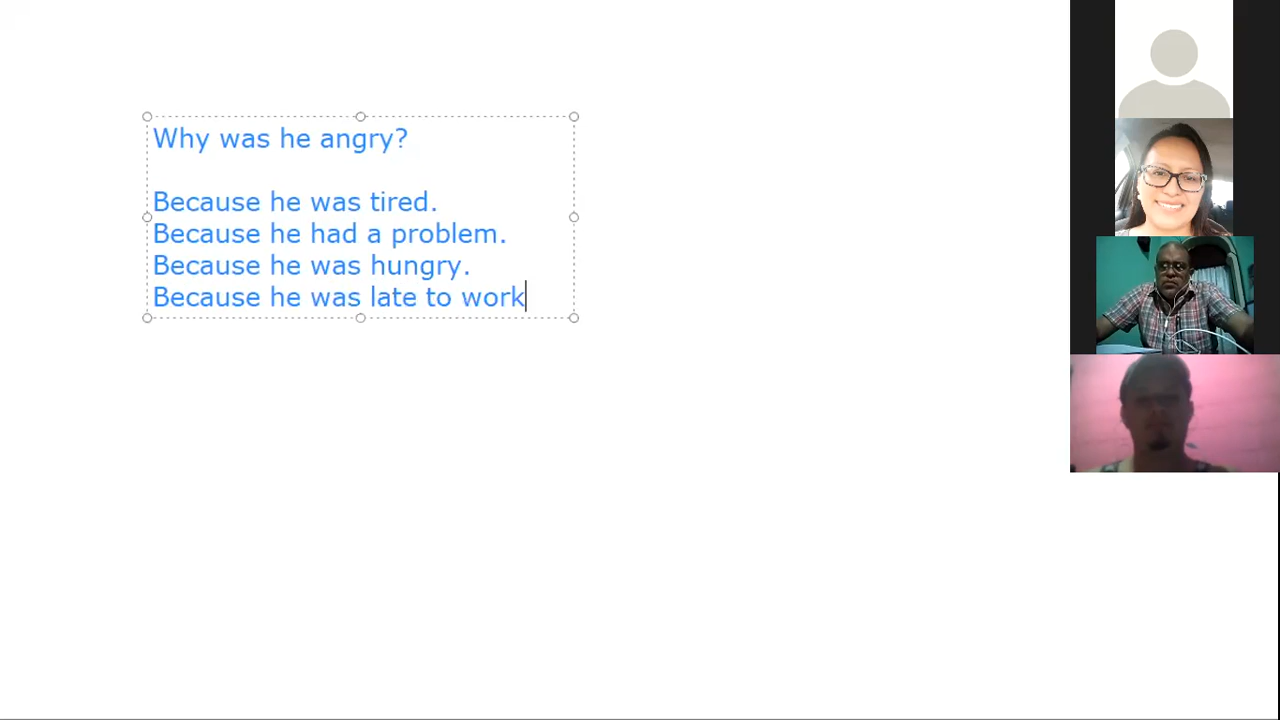 Why was he angry?
Because he was tired.
Because he had a problem.
Because he was hungry.
Because he was late to work